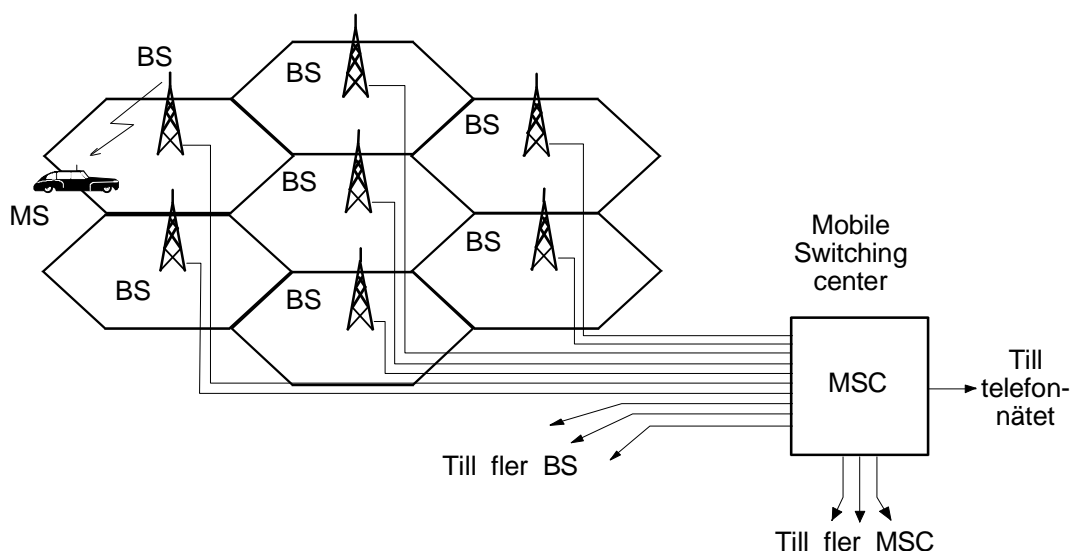 BS
BS
BS
BS
MS
BS
BS
BS
Mobile
Switching
center
MSC
Till
telefon-
nätet
Till fler BS
Till fler MSC